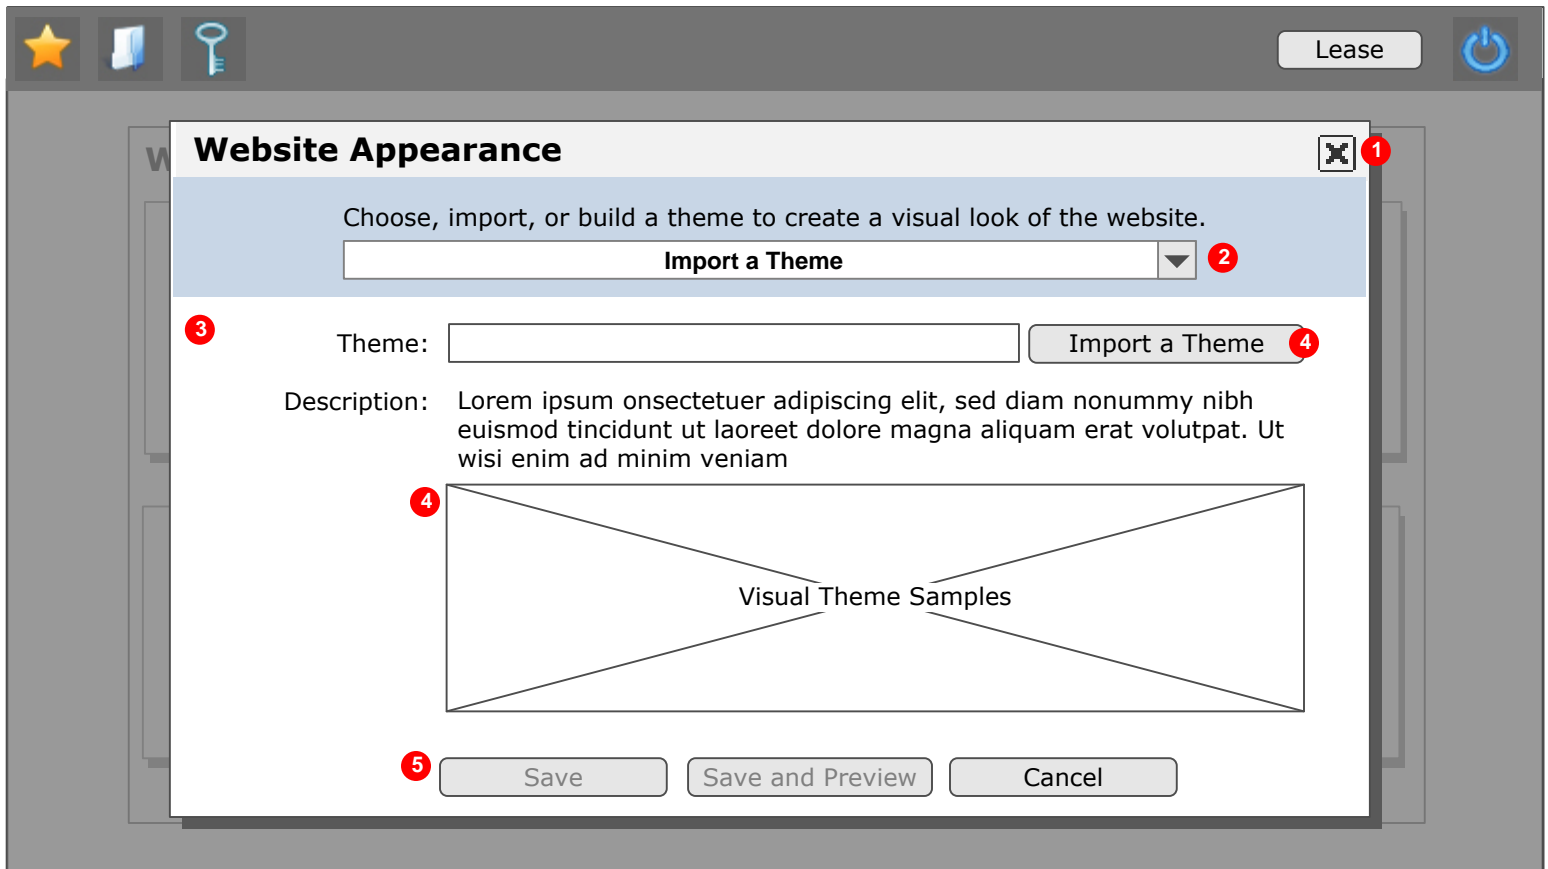 Lease
W
Website Appearance
1
Choose, import, or build a theme to create a visual look of the website.
Import a Theme
2
3
Theme:
Import a Theme
4
Description:
Lorem ipsum onsectetuer adipiscing elit, sed diam nonummy nibh
euismod tincidunt ut laoreet dolore magna aliquam erat volutpat. Ut
wisi enim ad minim veniam
4
Visual Theme Samples
5
Save
Save and Preview
Cancel